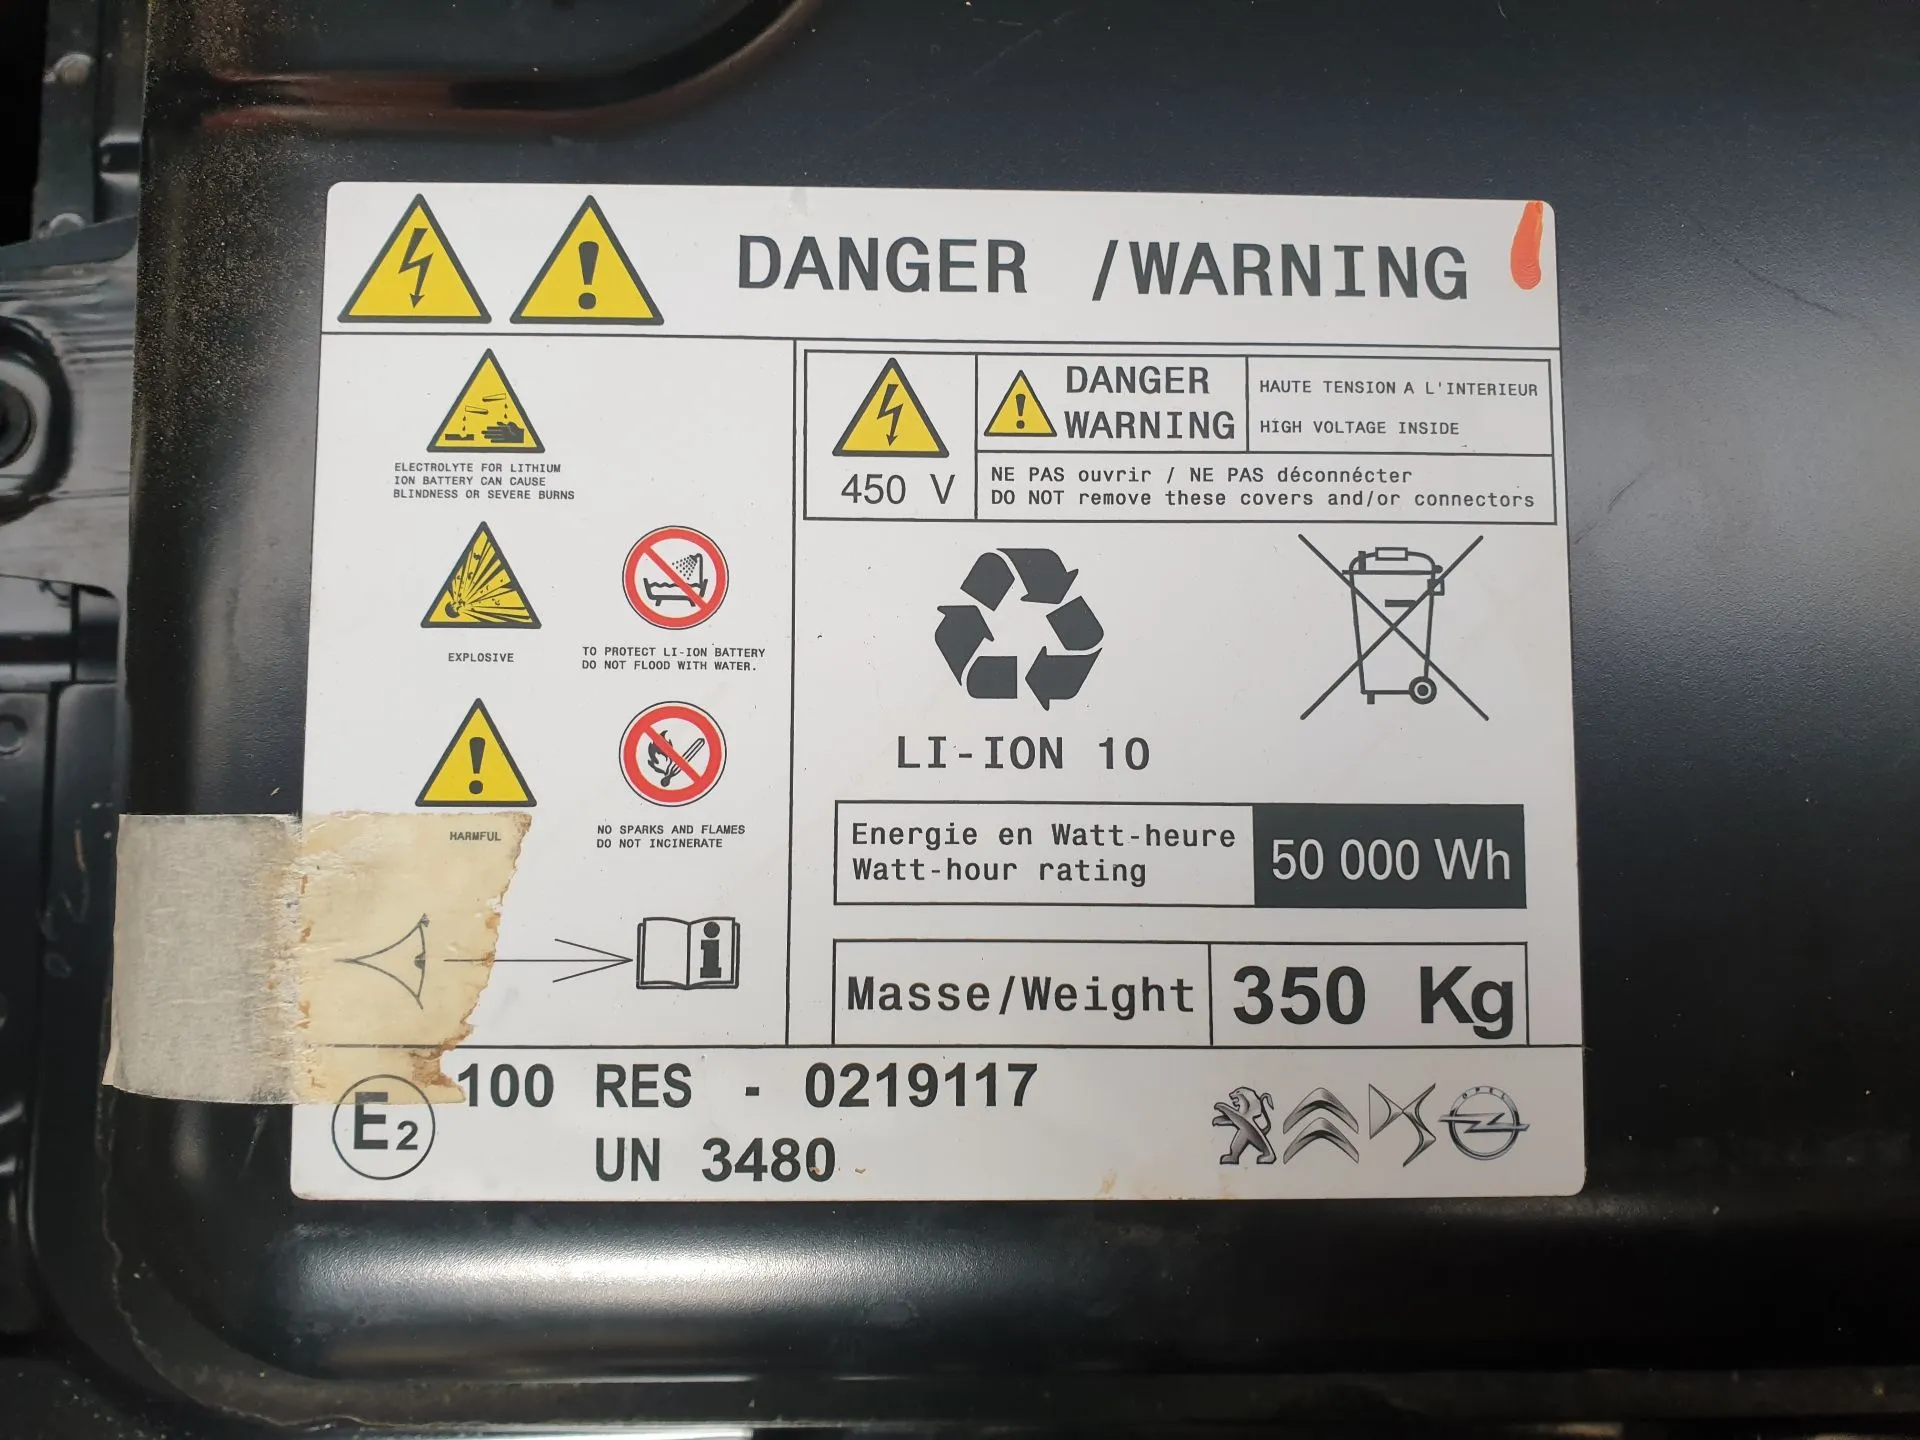 DANGER /WARNING
ELECTROLYTE FOR LITHIUM
ION BATTERY CAN CAUSE
BLINDNESS OR SEVERE BURNS
EXPLOSIVE
TO PROTECT LI-ION BATTERY
DO NOT FLOOD WITH WATER.
HARMFUL
NO SPARKS AND FLAMES
DO NOT INCINERATE
450 V
DANGER
WARNING
HAUTE TENSION A L'INTERIEUR
HIGH VOLTAGE INSIDE
NE PAS ouvrir / NE PAS déconnécter
DO NOT remove these covers and/or connectors
LI-ION 10
Energie en Watt-heure
Watt-hour rating
50 000 Wh
Masse/Weight
350 Kg
E2
100 RES - 0219117
UN 3480